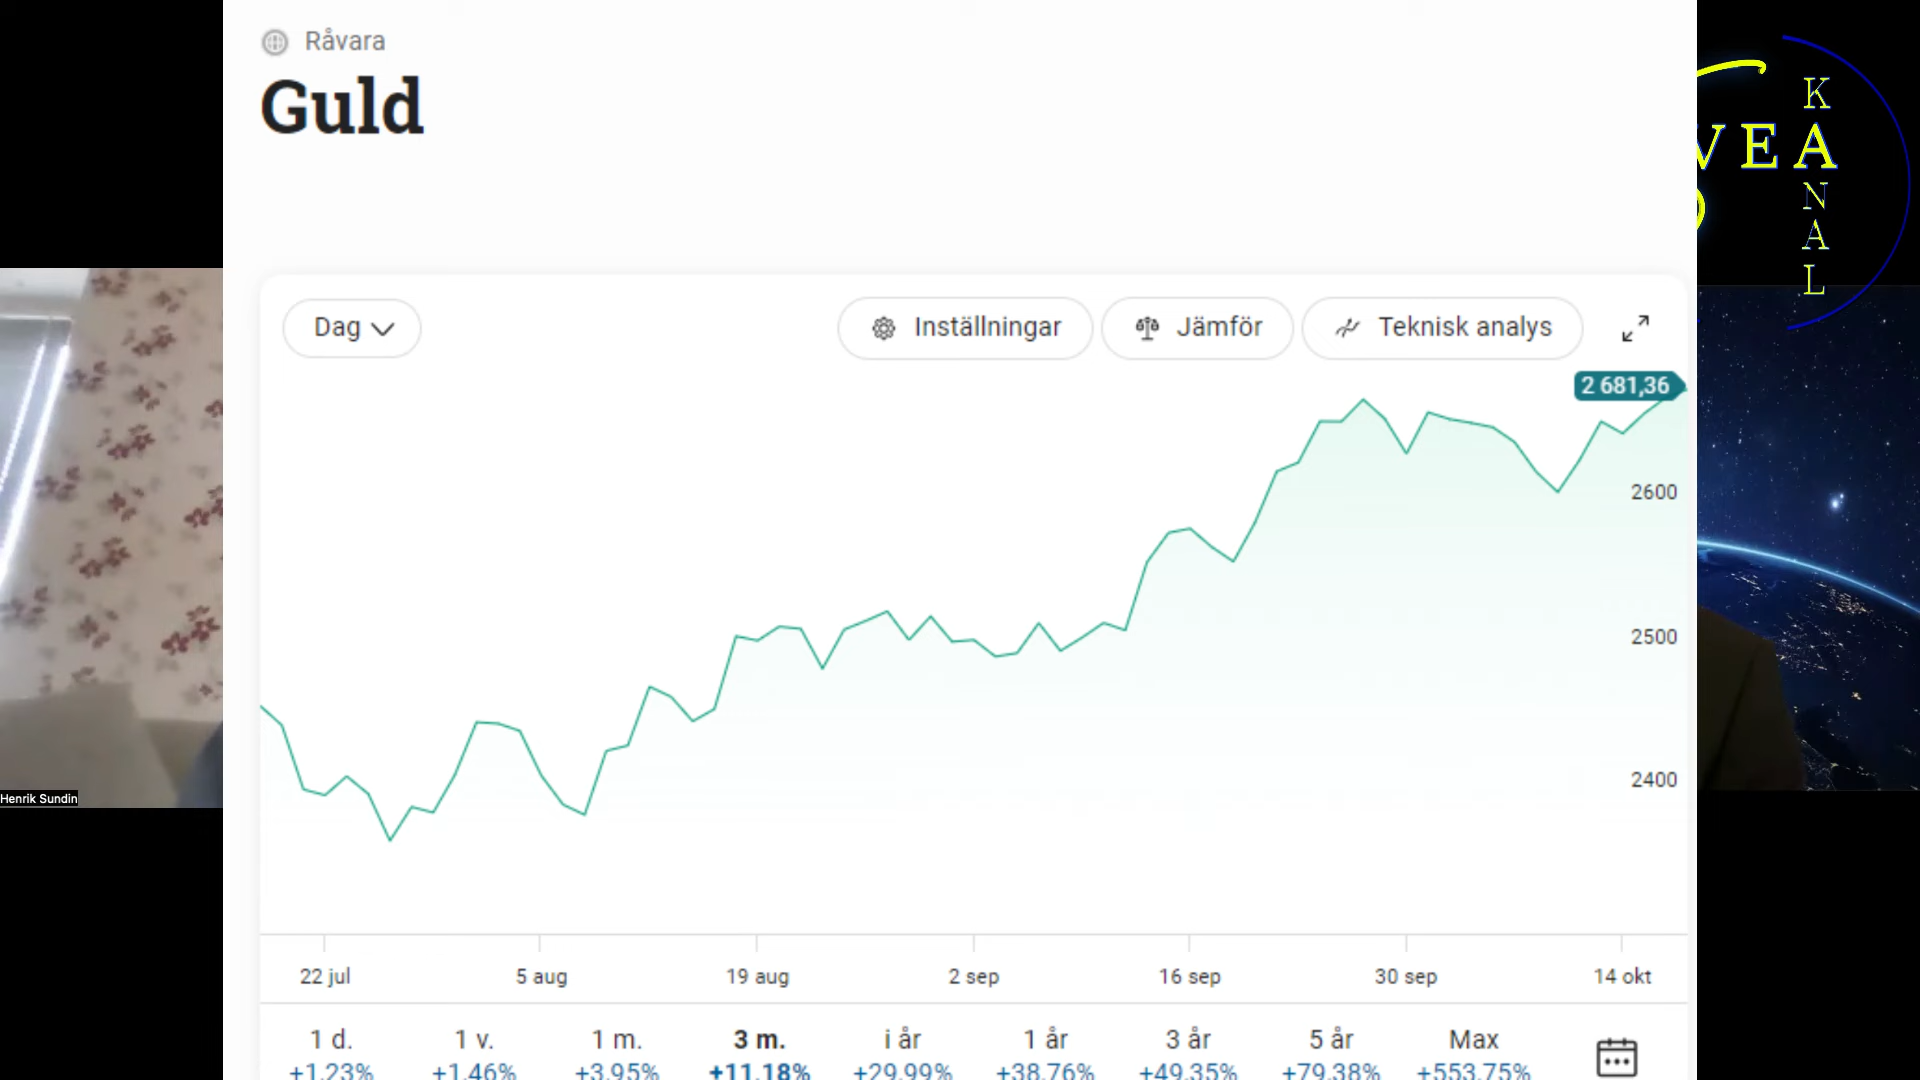 Råvara
Guld
Dag
Inställningar
Jämför
Teknisk analys
2 681,36
2600
2500
2400
22 jul
5 aug
19 aug
2 sep
16 sep
30 sep
14 okt
1 d.
1 v.
1 m.
3 m.
i år
1 år
3 år
5 år
Max
+1.23%
+1.46%
+3.95%
+11.18%
+29.99%
+38.76%
+49.35%
+79.38%
+553.75%
VEA
KANAL
Henrik Sundin